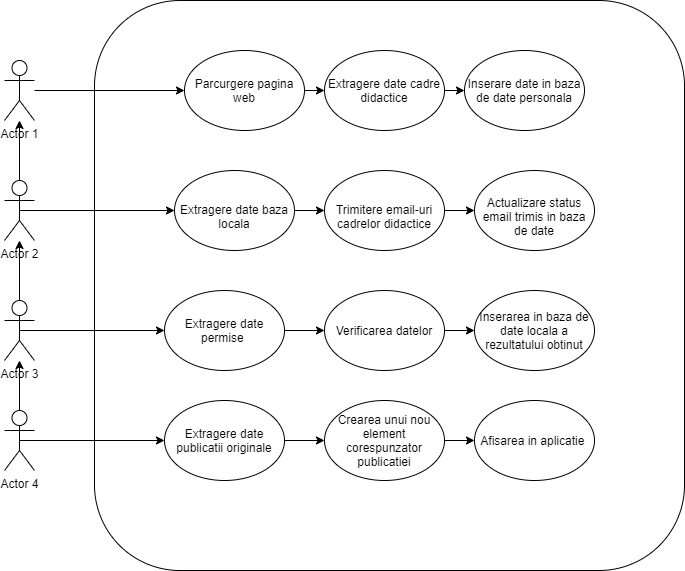 Actor 1
Parcurgere pagina
web
Extragere date cadre
didactice
Inserare date in baza
de date personala
Actor 2
Extragere date baza
locala
Trimitere email-uri
cadrelor didactice
Actualizare status
email trimis in baza
de date
Actor 3
Extragere date
permise
Verificarea datelor
Inserarea in baza de
date locala a
rezultatului obtinut
Actor 4
Extragere date
publicatii originale
Crearea unui nou
element
corespunzator
publicatiei
Afisarea in aplicatie